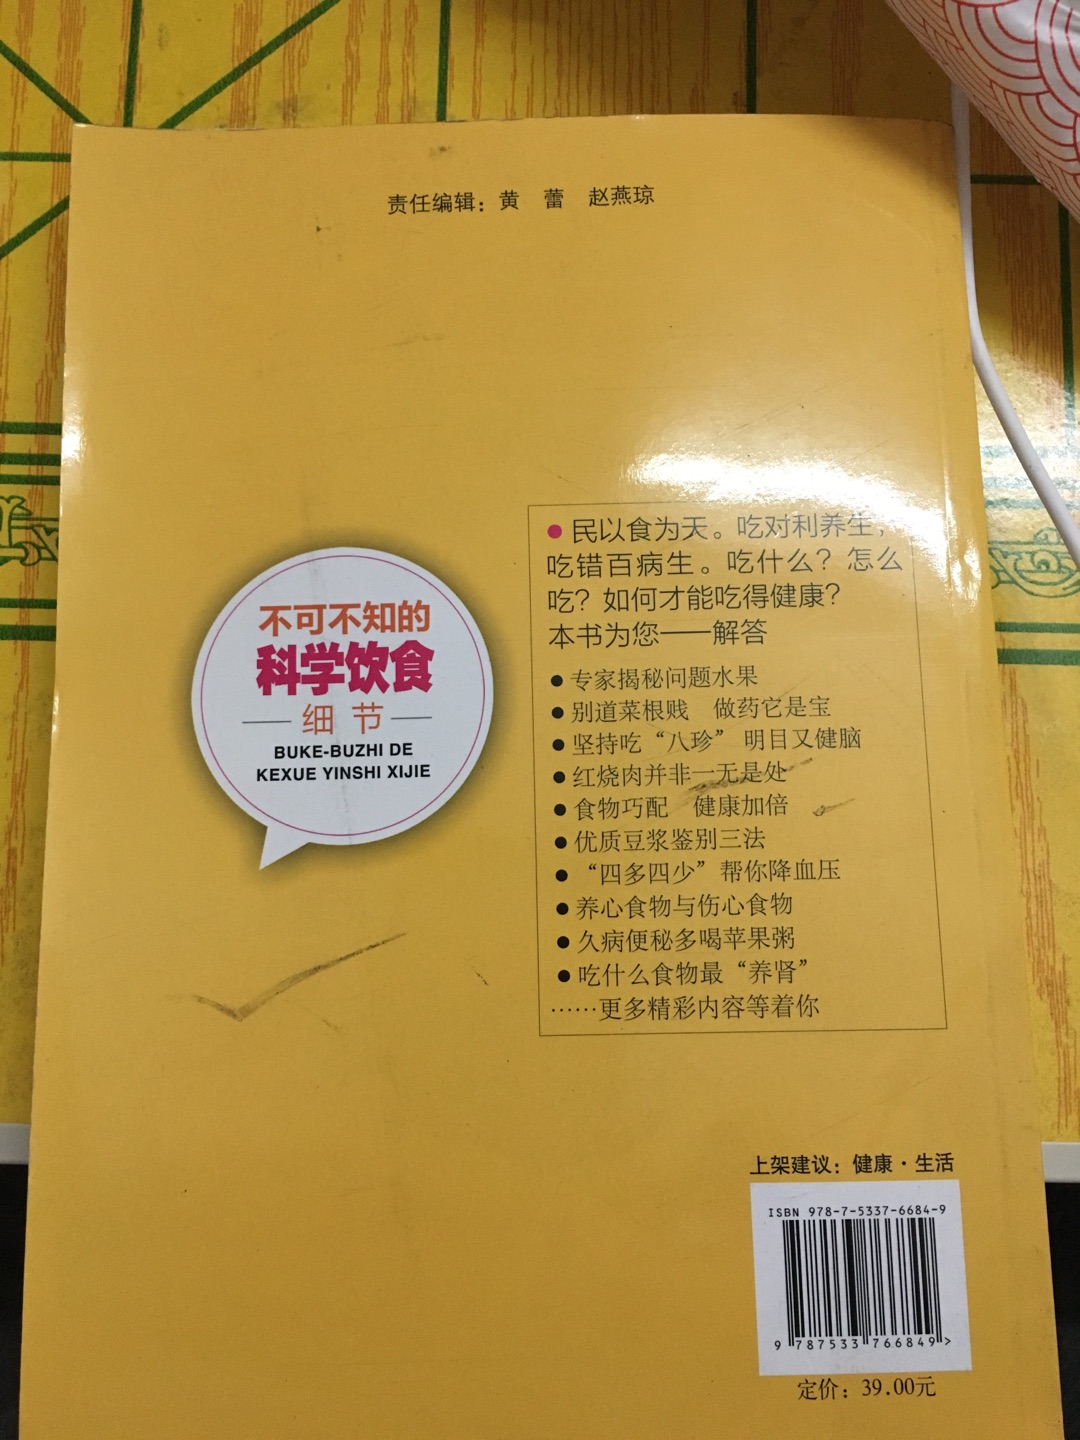 责任编辑：黄 蕾 赵燕琼
不可不知的
科学饮食
细节
BUKE-BUZHI DE
KEXUE YINSHI XIJIE
●民以食为天。吃对利养生，
吃错百病生。吃什么？怎么
吃？如何才能吃得健康？
本书为您一一解答
●专家揭秘问题水果
●别道菜根贱 做药它是宝
●坚持吃“八珍” 明目又健脑
●红烧肉并非一无是处
●食物巧配 健康加倍
●优质豆浆鉴别三法
●“四多四少”帮你降血压
●养心食物与伤心食物
●久病便秘多喝苹果粥
●吃什么食物最“养肾”
……更多精彩内容等着你
上架建议：健康·生活
ISBN 978-7-5337-6684-9
9 787533 766849>
定价：39.00元